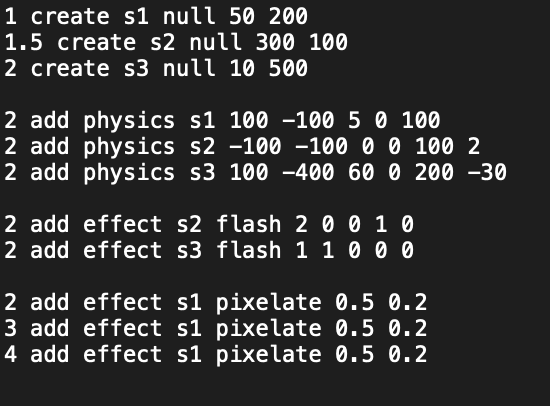 1 create s1 null 50 200
1.5 create s2 null 300 100
2 create s3 null 10 500
2 add physics s1 100 -100 5 0 100
2 add physics s2 -100 -100 0 0 100 2
2 add physics s3 100 -400 60 0 200 -30
2 add effect s2 flash 2 0 0 1 0
2 add effect s3 flash 1 1 0 0 0
2 add effect s1 pixelate 0.5 0.2
3 add effect s1 pixelate 0.5 0.2
4 add effect s1 pixelate 0.5 0.2